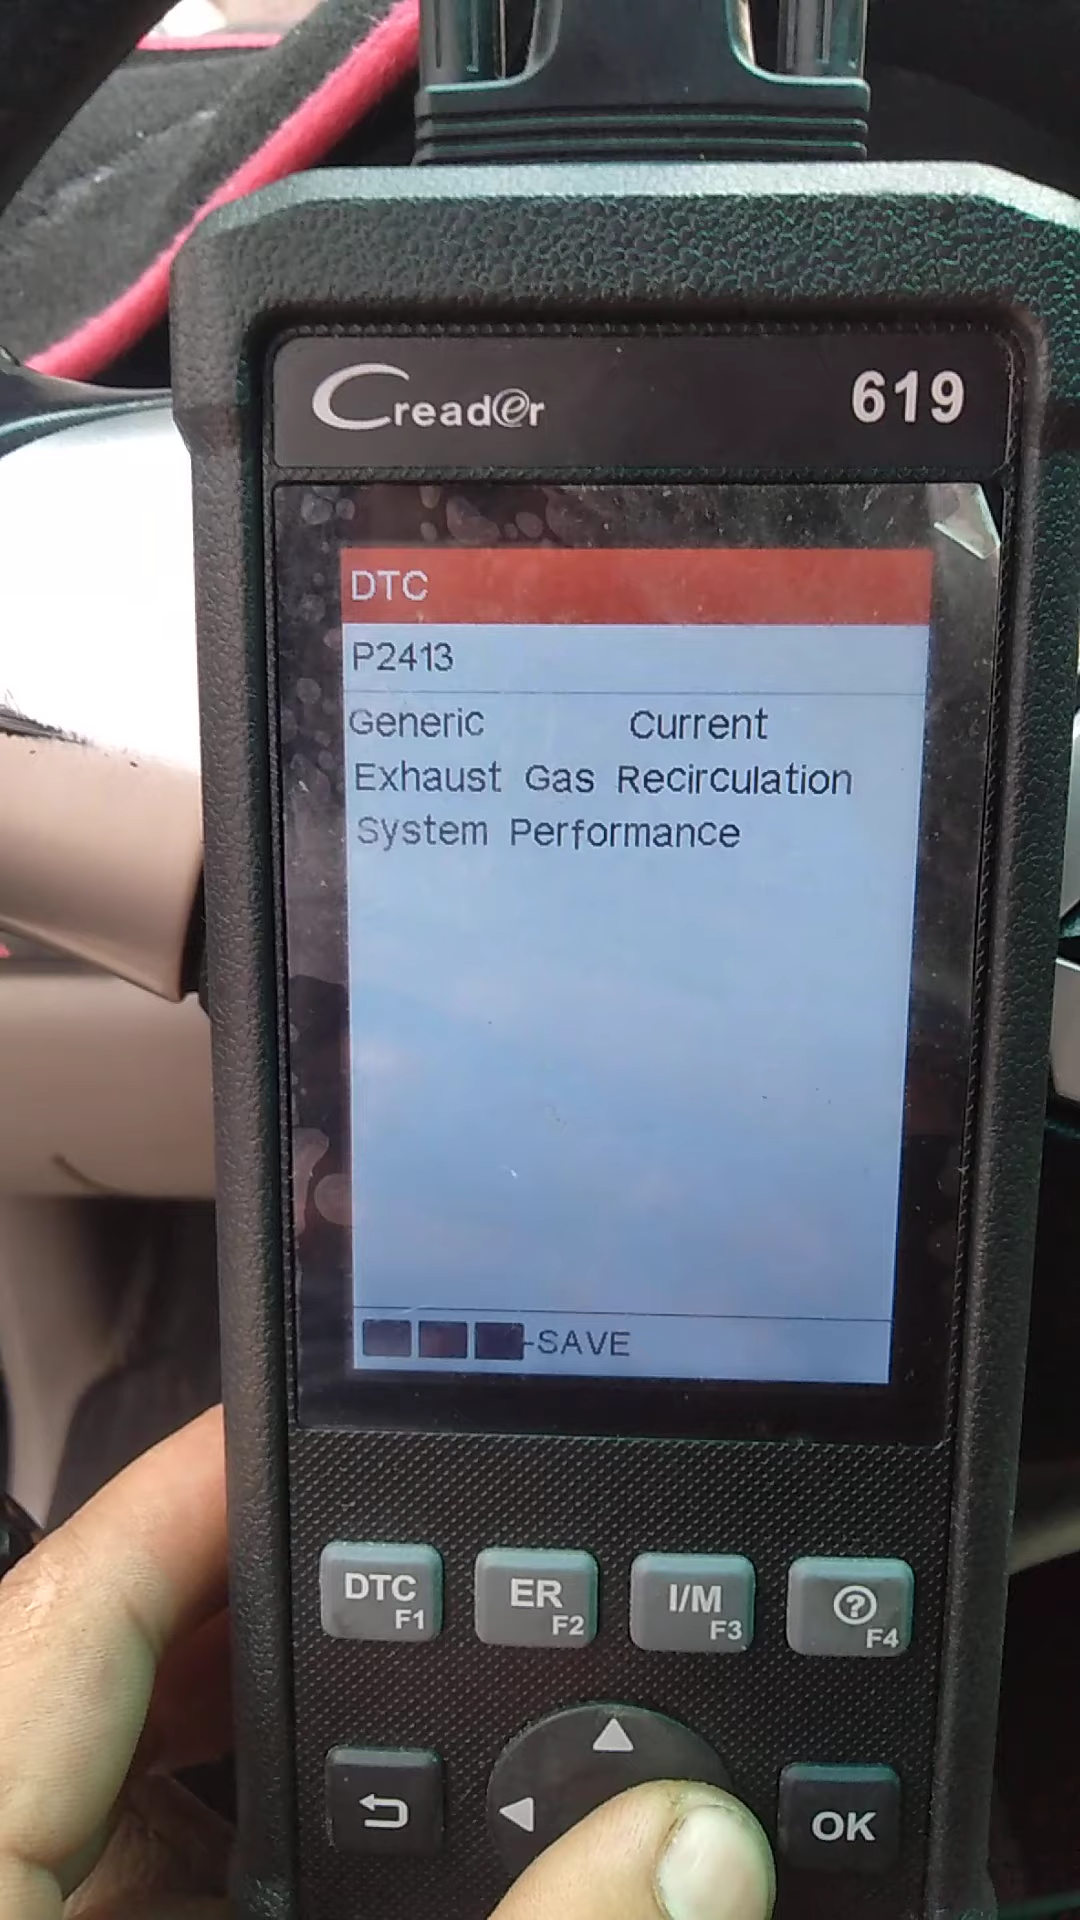 Creader 619
DTC
P2413
Generic Current
Exhaust Gas Recirculation
System Performance
-SAVE
DTC F1
ER F2
I/M F3
? F4
OK